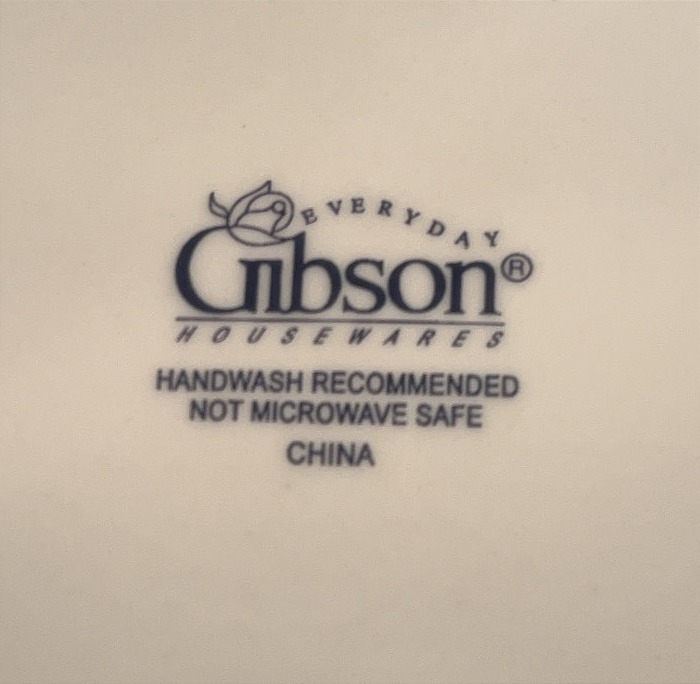 EVERYDAY
Gibson®
HOUSEWARES
HANDWASH RECOMMENDED
NOT MICROWAVE SAFE
CHINA